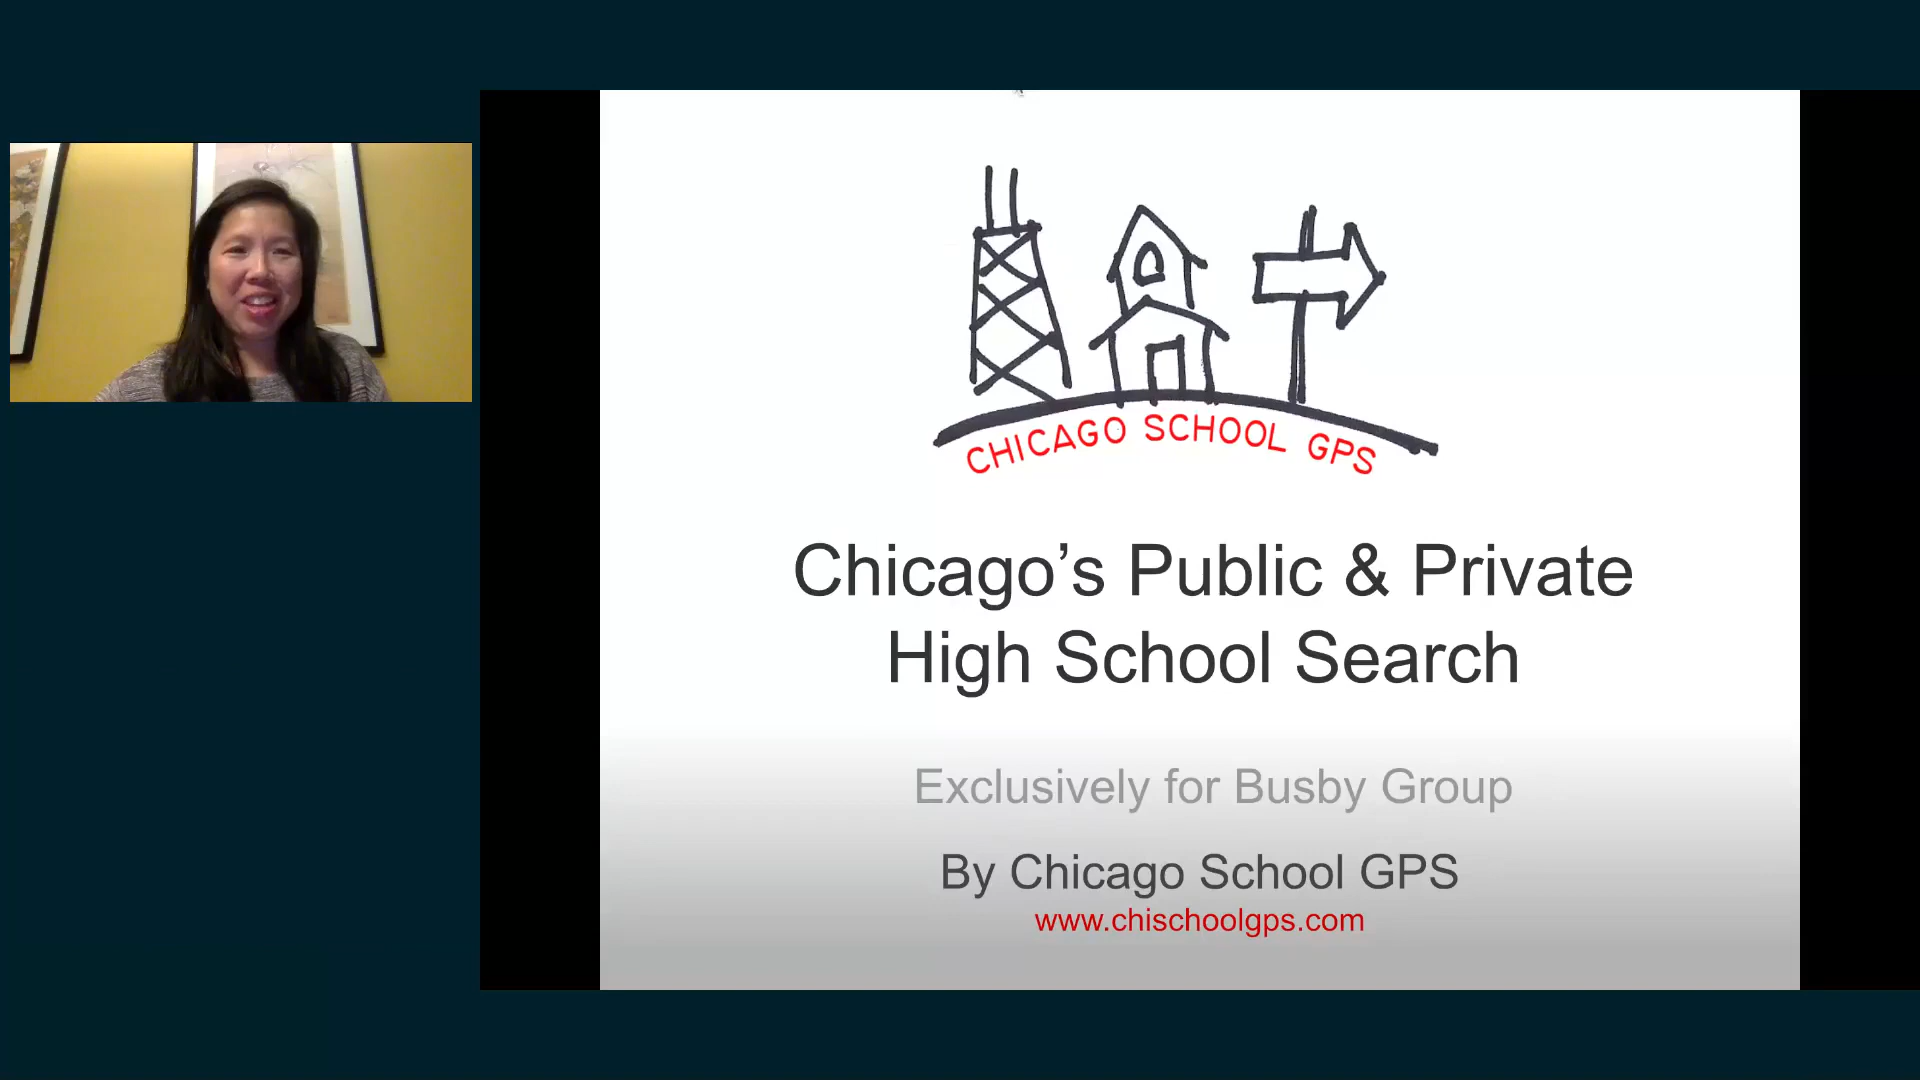 CHICAGO SCHOOL GPS
Chicago’s Public & Private
High School Search
Exclusively for Busby Group
By Chicago School GPS
www.chischoolgps.com